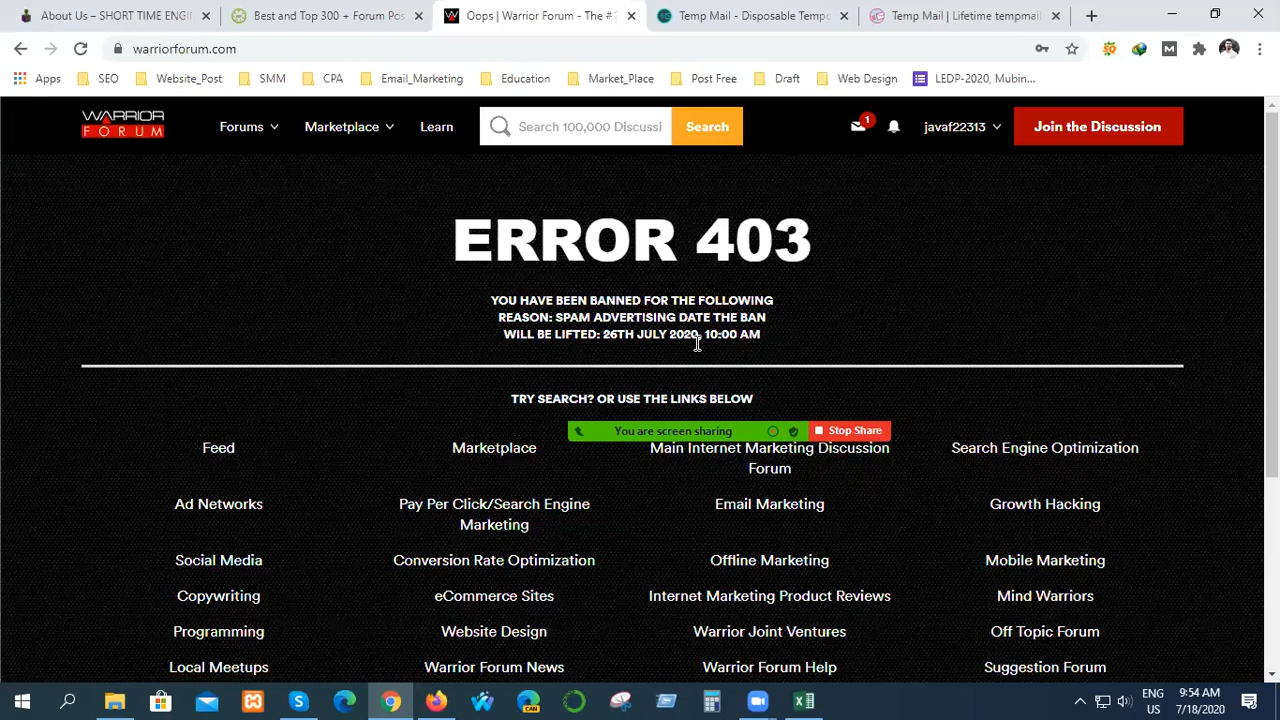 About Us – SHORT TIME ENG
Best and Top 300 + Forum P
Oops | Warrior Forum - The #
Temp Mail - Disposable Tempo
Temp Mail | Lifetime tempmail
warriorforum.com
Apps
SEO
Website_Post
SMMI
CPA
Email_Marketing
Education
Market_Place
Post Free
Draft
Web Design
LEDP-2020, Mubin...
WARRIOR
FORUM
Forums
Marketplace
Learn
Search 100,000 Discussi
Search
1
javaf22313
Join the Discussion
ERROR 403
YOU HAVE BEEN BANNED FOR THE FOLLOWING
REASON: SPAM ADVERTISING DATE THE BAN
WILL BE LIFTED: 26TH JULY 2020, 10:00 AM
TRY SEARCH? OR USE THE LINKS BELOW
You are screen sharing
Stop Share
Feed
Marketplace
Main Internet Marketing Discussion
Forum
Search Engine Optimization
Ad Networks
Pay Per Click/Search Engine
Marketing
Email Marketing
Growth Hacking
Social Media
Conversion Rate Optimization
Offline Marketing
Mobile Marketing
Copywriting
eCommerce Sites
Internet Marketing Product Reviews
Mind Warriors
Programming
Website Design
Warrior Joint Ventures
Off Topic Forum
Local Meetups
Warrior Forum News
Warrior Forum Help
Suggestion Forum
CAN
ENG
US
9:54 AM
7/18/2020